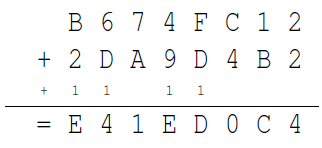 B 6 7 4 F C 1 2
+ 2 D A 9 D 4 B 2
+ 1 1 1 1
= E 4 1 E D 0 C 4